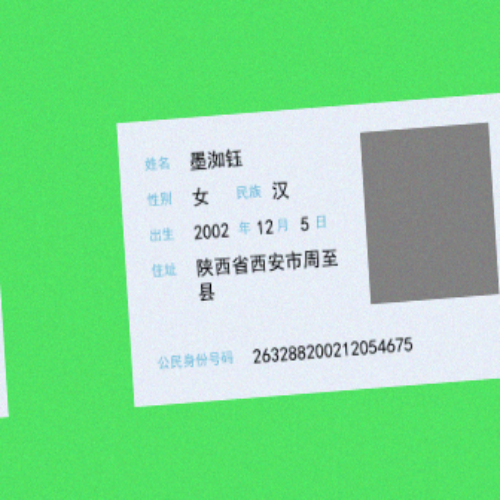 姓名 墨洳钰
性别 女 民族 汉
出生 2002 年 12 月 5 日
住址 陕西省西安市周至
县
公民身份号码 263288200212054675